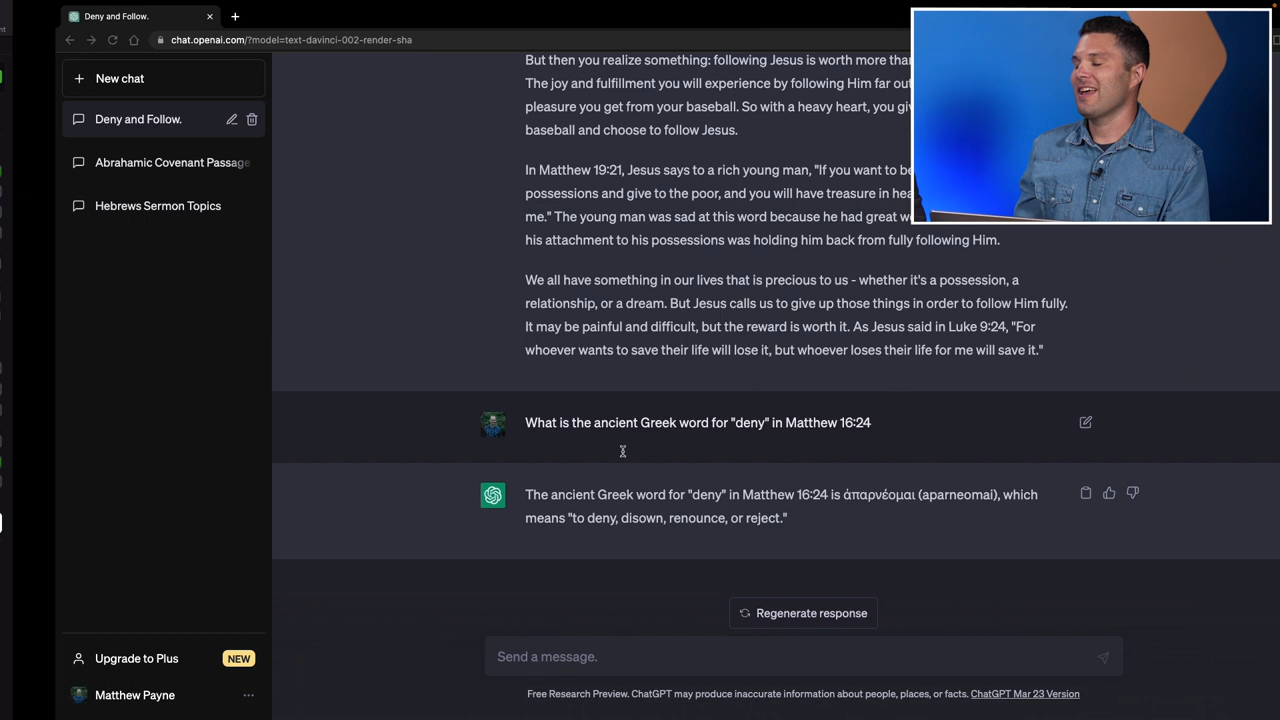 Deny and Follow.
chat.openai.com/?model=text-davinci-002-render-sha
New chat
Deny and Follow.
Abrahamic Covenant Passage
Hebrews Sermon Topics
But then you realize something: following Jesus is worth more than
The joy and fulfillment you will experience by following Him far
pleasure you get from your baseball. So with a heavy heart, you
baseball and choose to follow Jesus.
In Matthew 19:21, Jesus says to a rich young man, "If you want to
possessions and give to the poor, and you will have treasure in
me." The young man was sad at this word because he had great
his attachment to his possessions was holding him back from fully following Him.
We all have something in our lives that is precious to us - whether it's a possession, a
relationship, or a dream. But Jesus calls us to give up those things in order to follow Him fully.
It may be painful and difficult, but the reward is worth it. As Jesus said in Luke 9:24, "For
whoever wants to save their life will lose it, but whoever loses their life for me will save it."
What is the ancient Greek word for "deny" in Matthew 16:24
The ancient Greek word for "deny" in Matthew 16:24 is ἀπαρνέομαι (aparneomai), which
means "to deny, disown, renounce, or reject."
Regenerate response
Send a message.
Free Research Preview. ChatGPT may produce inaccurate information about people, places, or facts. ChatGPT Mar 23 Version
Upgrade to Plus
NEW
Matthew Payne